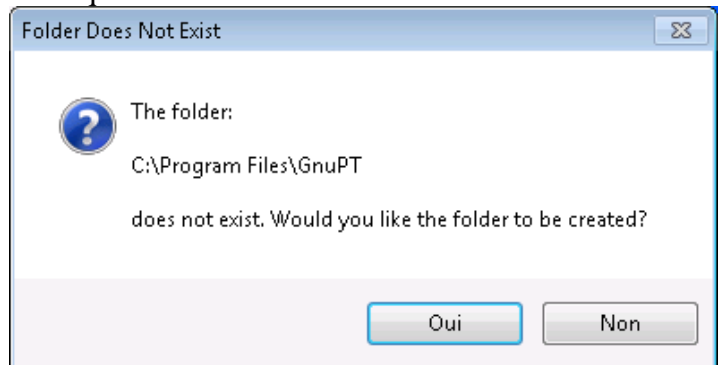 Folder Does Not Exist
The folder:
C:\Program Files\GnuPT
does not exist. Would you like the folder to be created?
Oui
Non